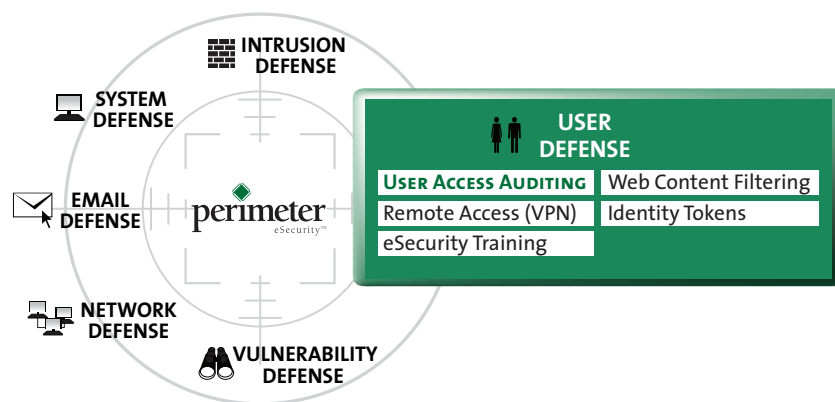 INTRUSION
DEFENSE
SYSTEM
DEFENSE
EMAIL
DEFENSE
NETWORK
DEFENSE
VULNERABILITY
DEFENSE
perimeter
eSecurity™
USER
DEFENSE
USER ACCESS AUDITING
Web Content Filtering
Remote Access (VPN)
Identity Tokens
eSecurity Training